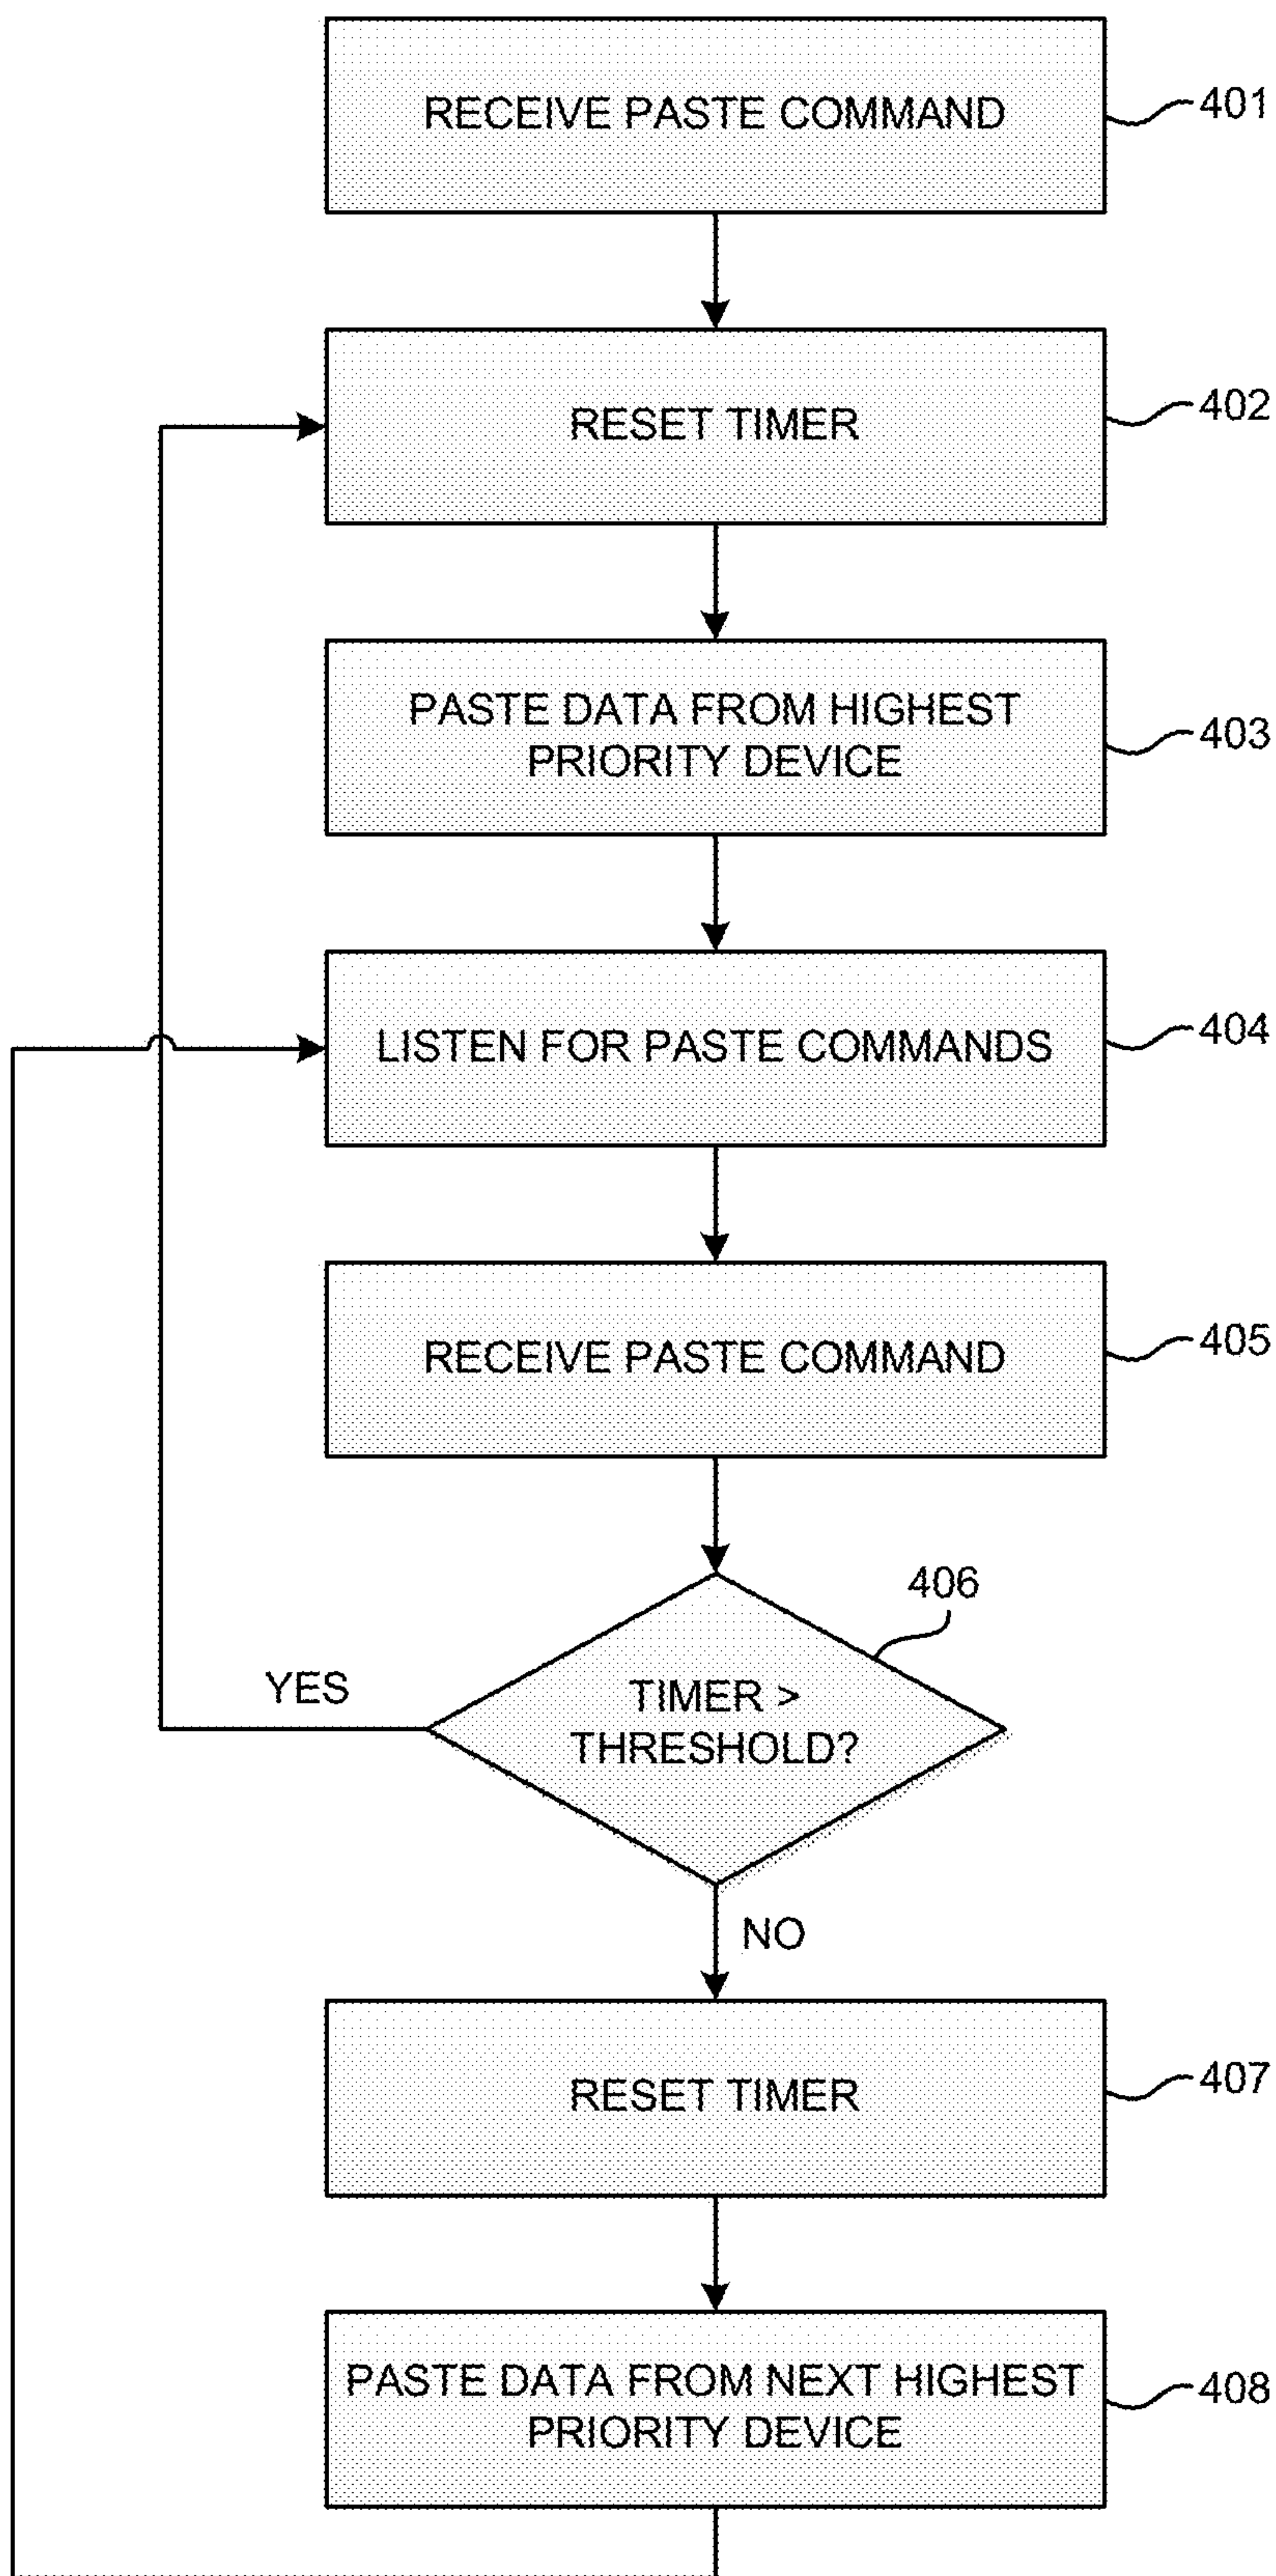 RECEIVE PASTE COMMAND
401
RESET TIMER
402
PASTE DATA FROM HIGHEST
PRIORITY DEVICE
403
LISTEN FOR PASTE COMMANDS
404
RECEIVE PASTE COMMAND
405
406
TIMER >
THRESHOLD?
YES
NO
RESET TIMER
407
PASTE DATA FROM NEXT HIGHEST
PRIORITY DEVICE
408